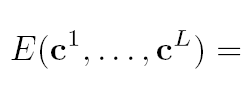 E(c¹, . . . , cᴸ) =